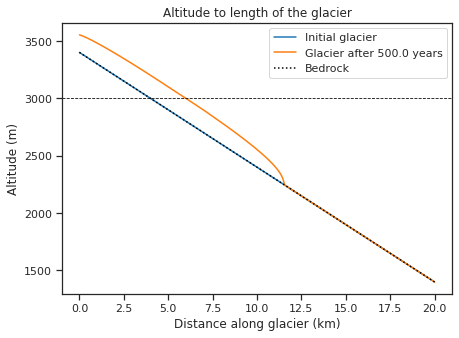 Altitude to length of the glacier
Initial glacier
Glacier after 500.0 years
Bedrock
3500
3000
2500
2000
1500
Altitude (m)
0.0 2.5 5.0 7.5 10.0 12.5 15.0 17.5 20.0
Distance along glacier (km)